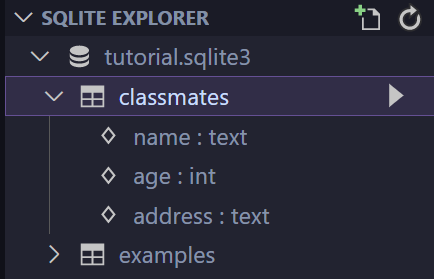 SQLITE EXPLORER
tutorial.sqlite3
classmates
name : text
age : int
address : text
examples